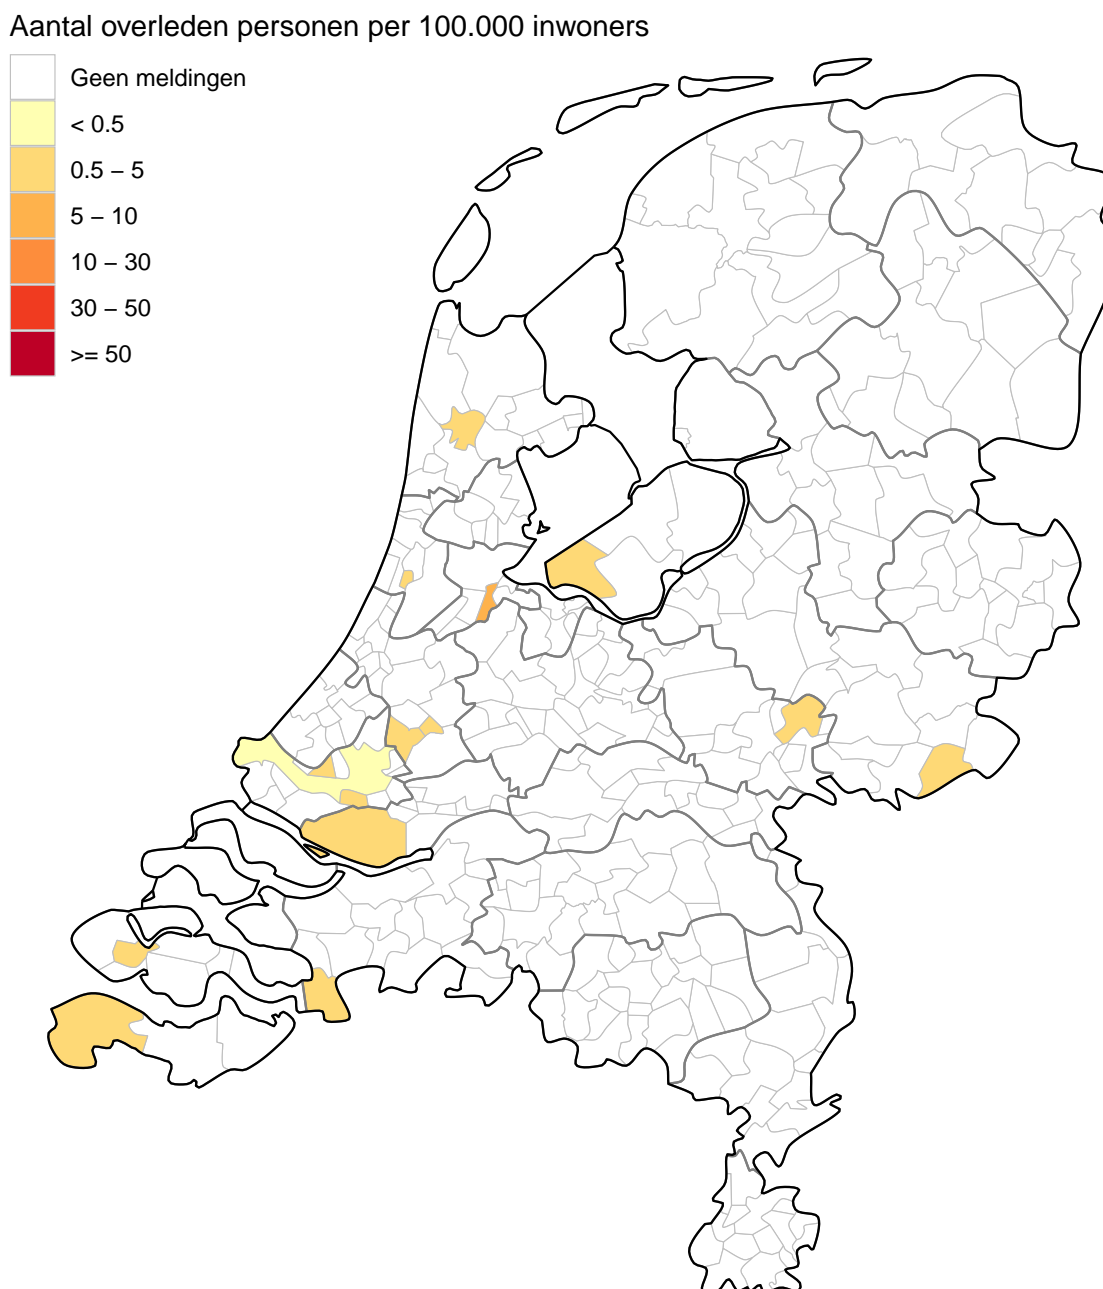 Aantal overleden personen per 100.000 inwoners
Geen meldingen
< 0.5
0.5 − 5
5 − 10
10 − 30
30 − 50
>= 50